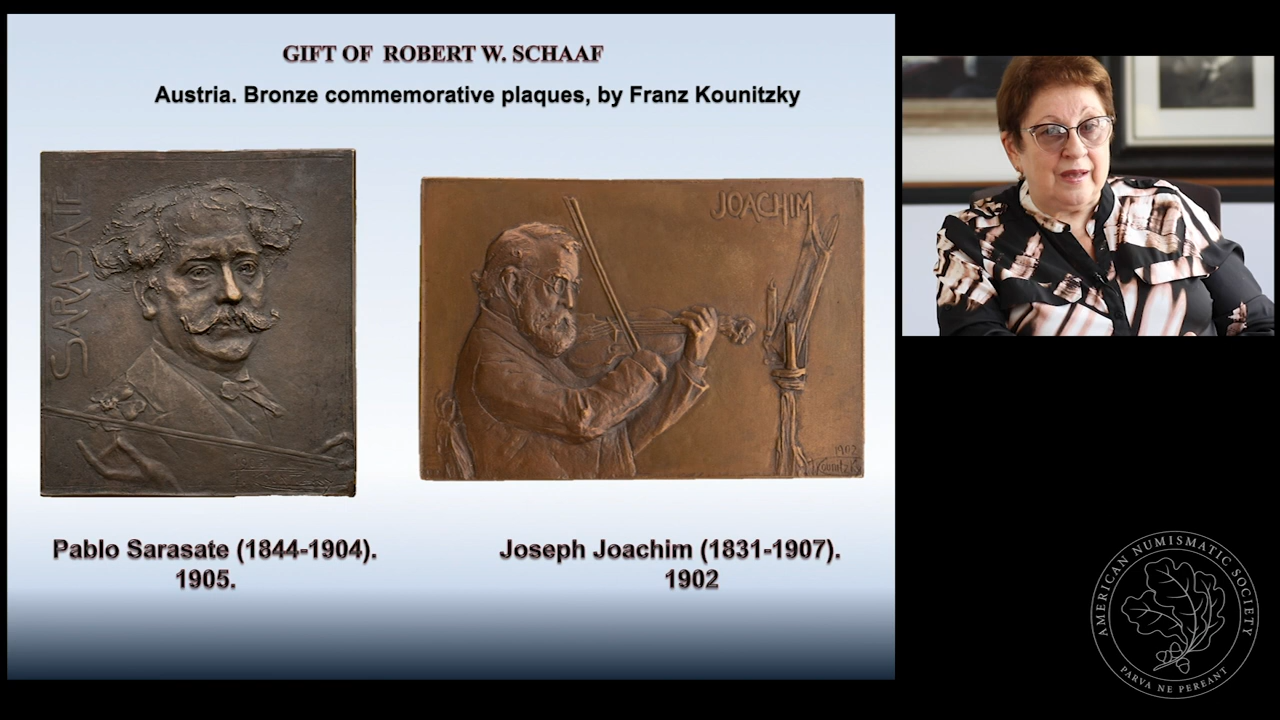 GIFT OF ROBERT W. SCHAAF
Austria. Bronze commemorative plaques, by Franz Kounitzky
SARASATE
JOACHIM
1902
Kounitzky
Pablo Sarasate (1844-1904).
1905.
Joseph Joachim (1831-1907).
1902
AMERICAN NUMISMATIC SOCIETY
PARVA NE PEREANT